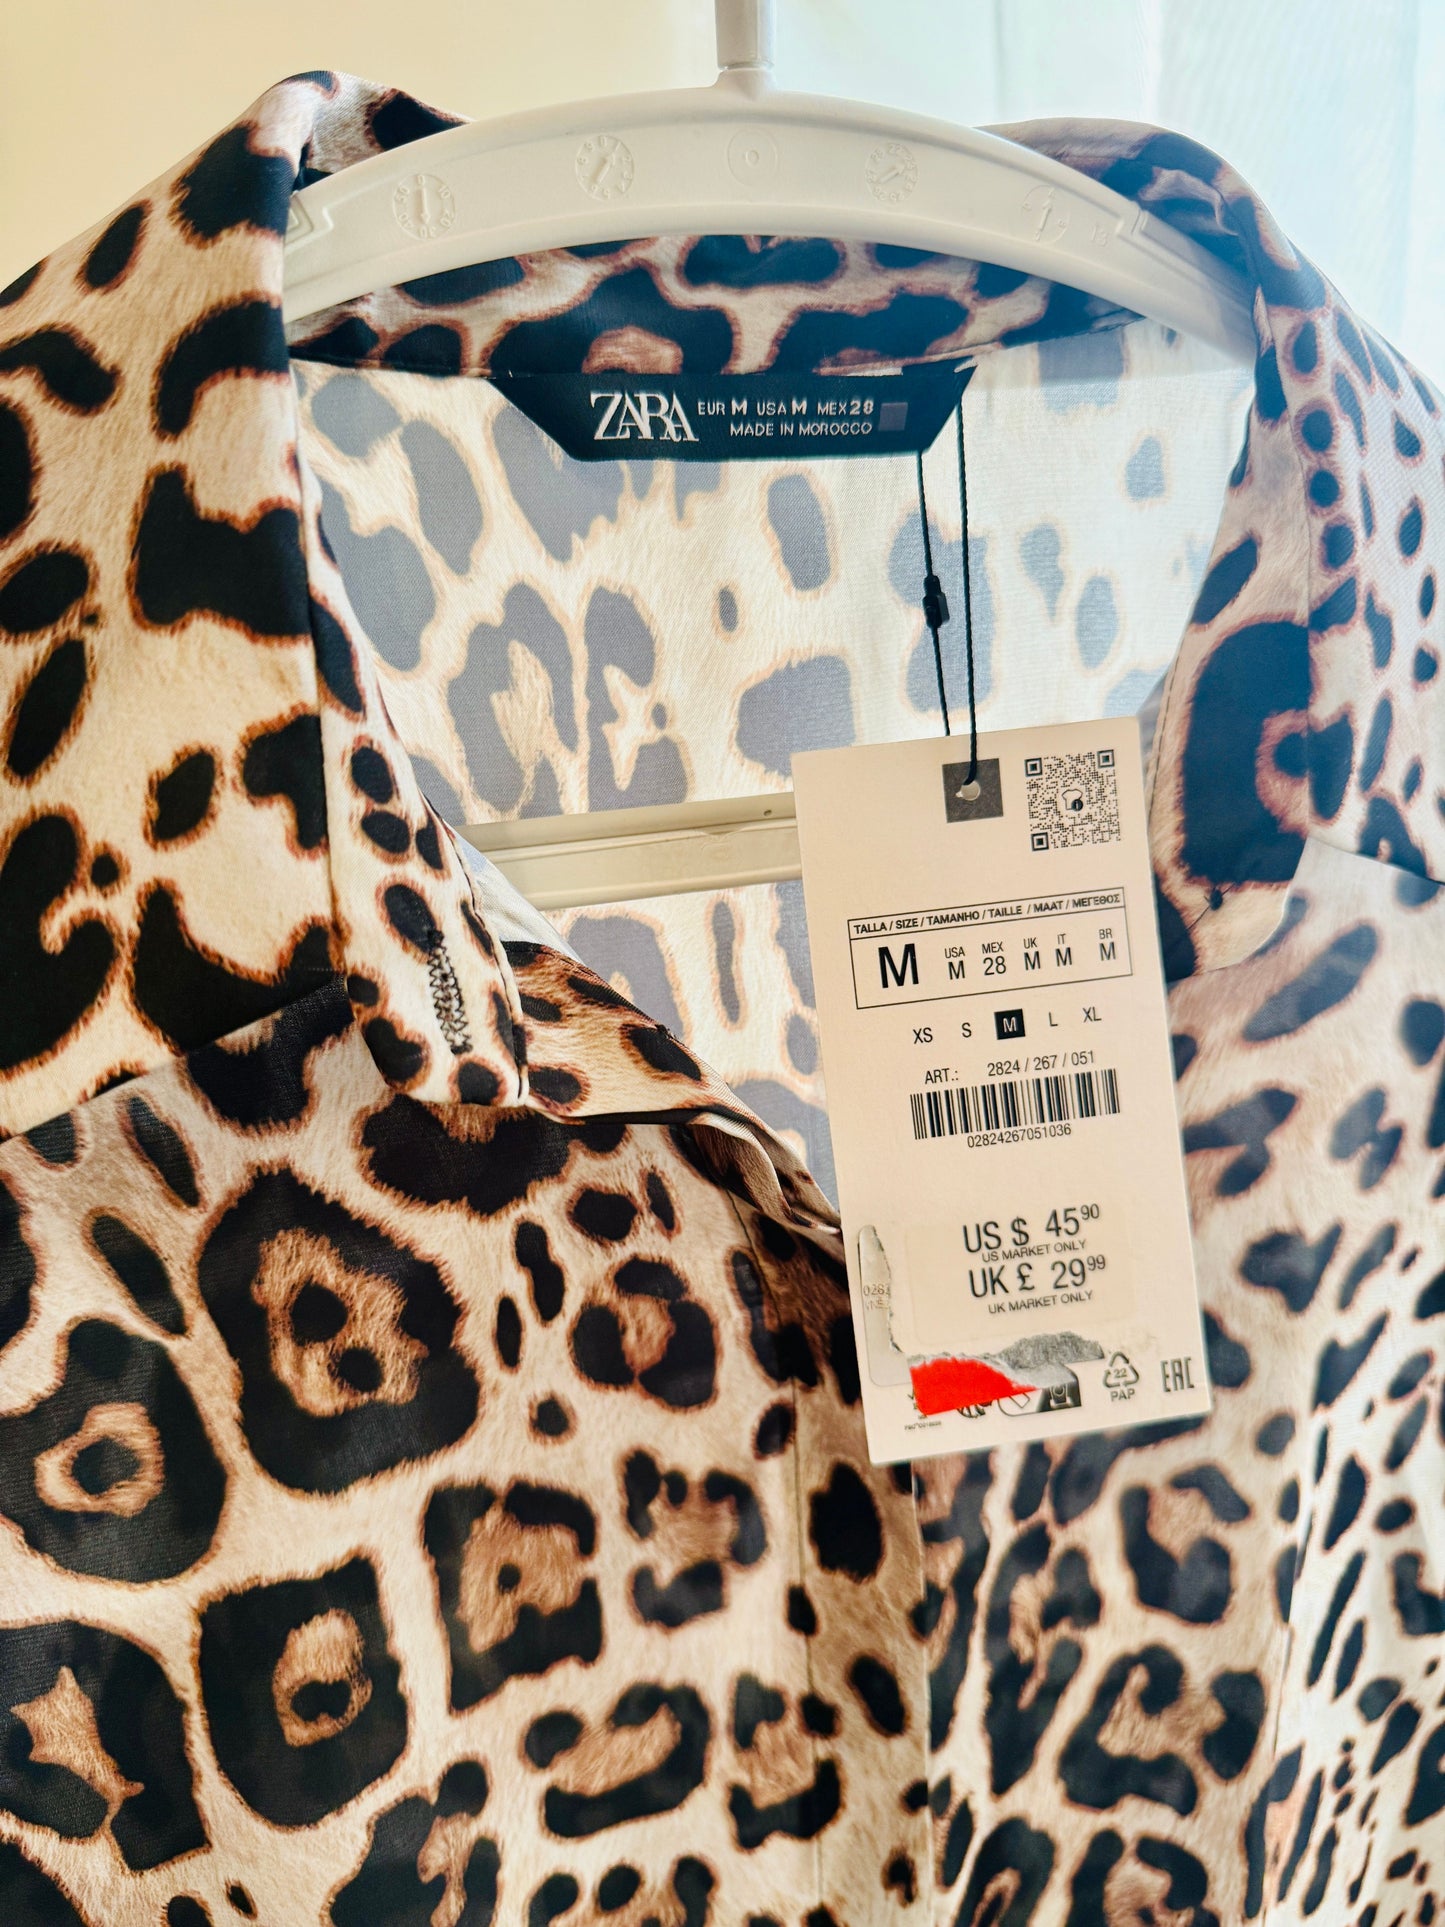 ZARA EUR M USA M MEX 28
MADE IN MOROCCO
TALLA / SIZE / TAMANHO / TAILLE / MAAT / ΜΕΓΕΘΟΣ
M USA M MEX 28 UK M IT M BR M
XS S M L XL
ART.: 2824 / 267 / 051
02824267051036
US $ 45.90
US MARKET ONLY
UK £ 29.99
UK MARKET ONLY
22
PAP
EAC